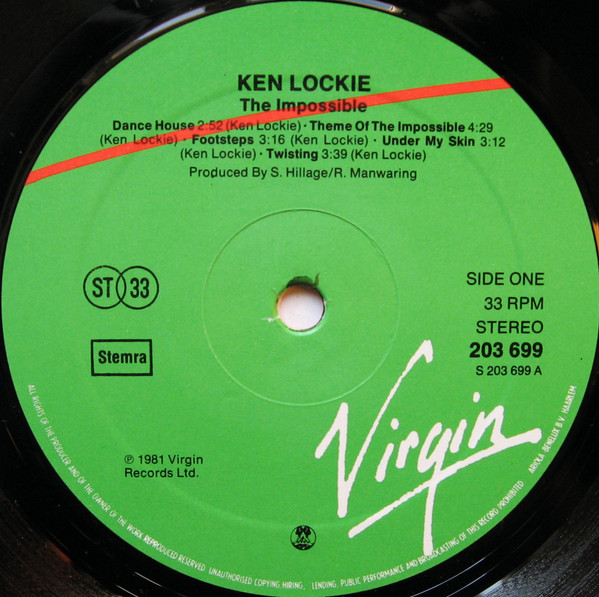 KEN LOCKIE
The Impossible
Dance House 2:52 (Ken Lockie) · Theme Of The Impossible 4:29
(Ken Lockie) · Footsteps 3:16 (Ken Lockie) · Under My Skin 3:12
(Ken Lockie) · Twisting 3:39 (Ken Lockie)
Produced By S. Hillage/R. Manwaring
ST 33
Stemra
SIDE ONE
33 RPM
STEREO
203 699
S 203 699 A
Virgin
℗ 1981 Virgin
Records Ltd.
ALL RIGHTS OF THE PRODUCER AND OF THE OWNER OF THE WORK REPRODUCED RESERVED. UNAUTHORISED COPYING, HIRING, LENDING, PUBLIC PERFORMANCE AND BROADCASTING OF THIS RECORD PROHIBITED
ARIOLA BENELUX B.V. HAARLEM